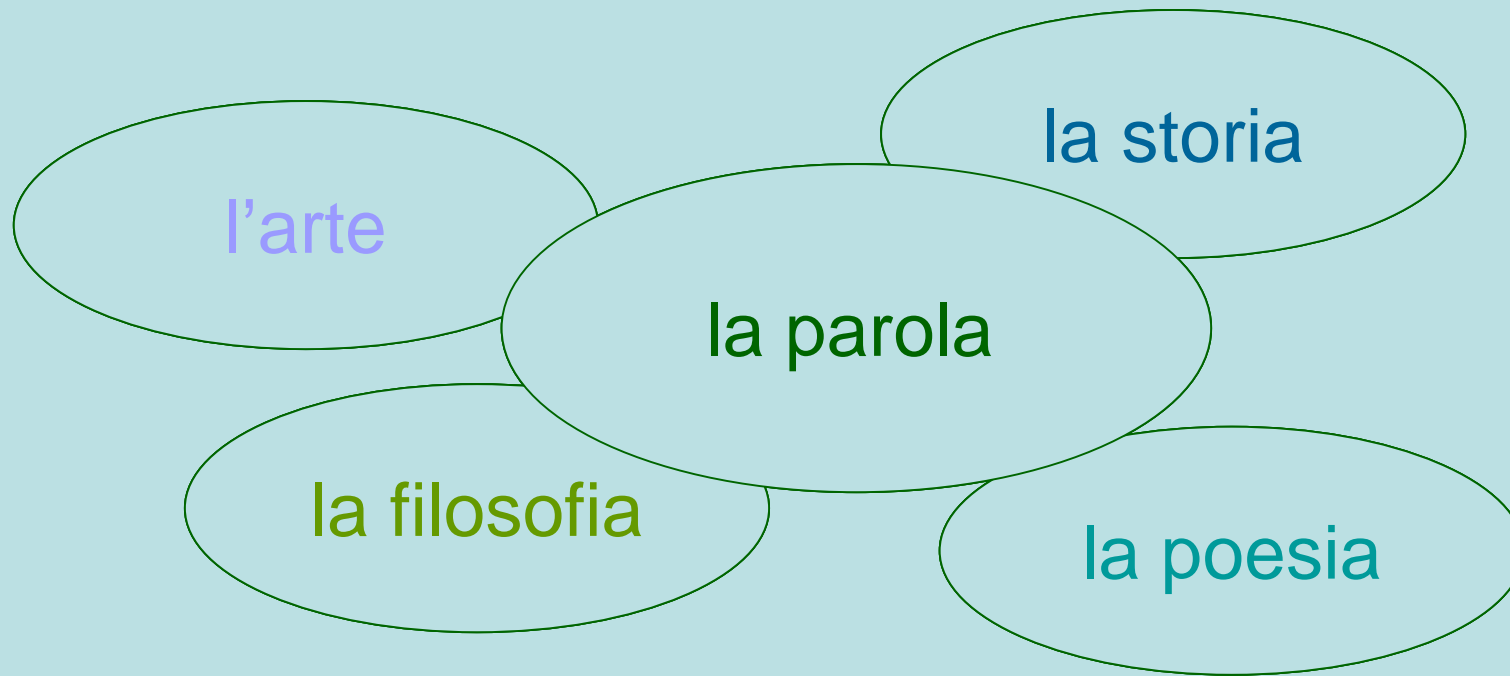 la storia
l’arte
la parola
la filosofia
la poesia